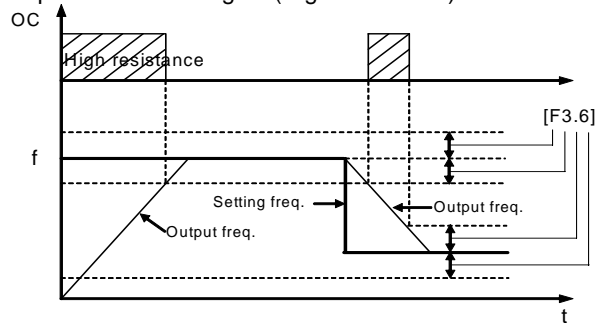 OC
High resistance
[F3.6]
f
Setting freq.
Output freq.
Output freq.
t